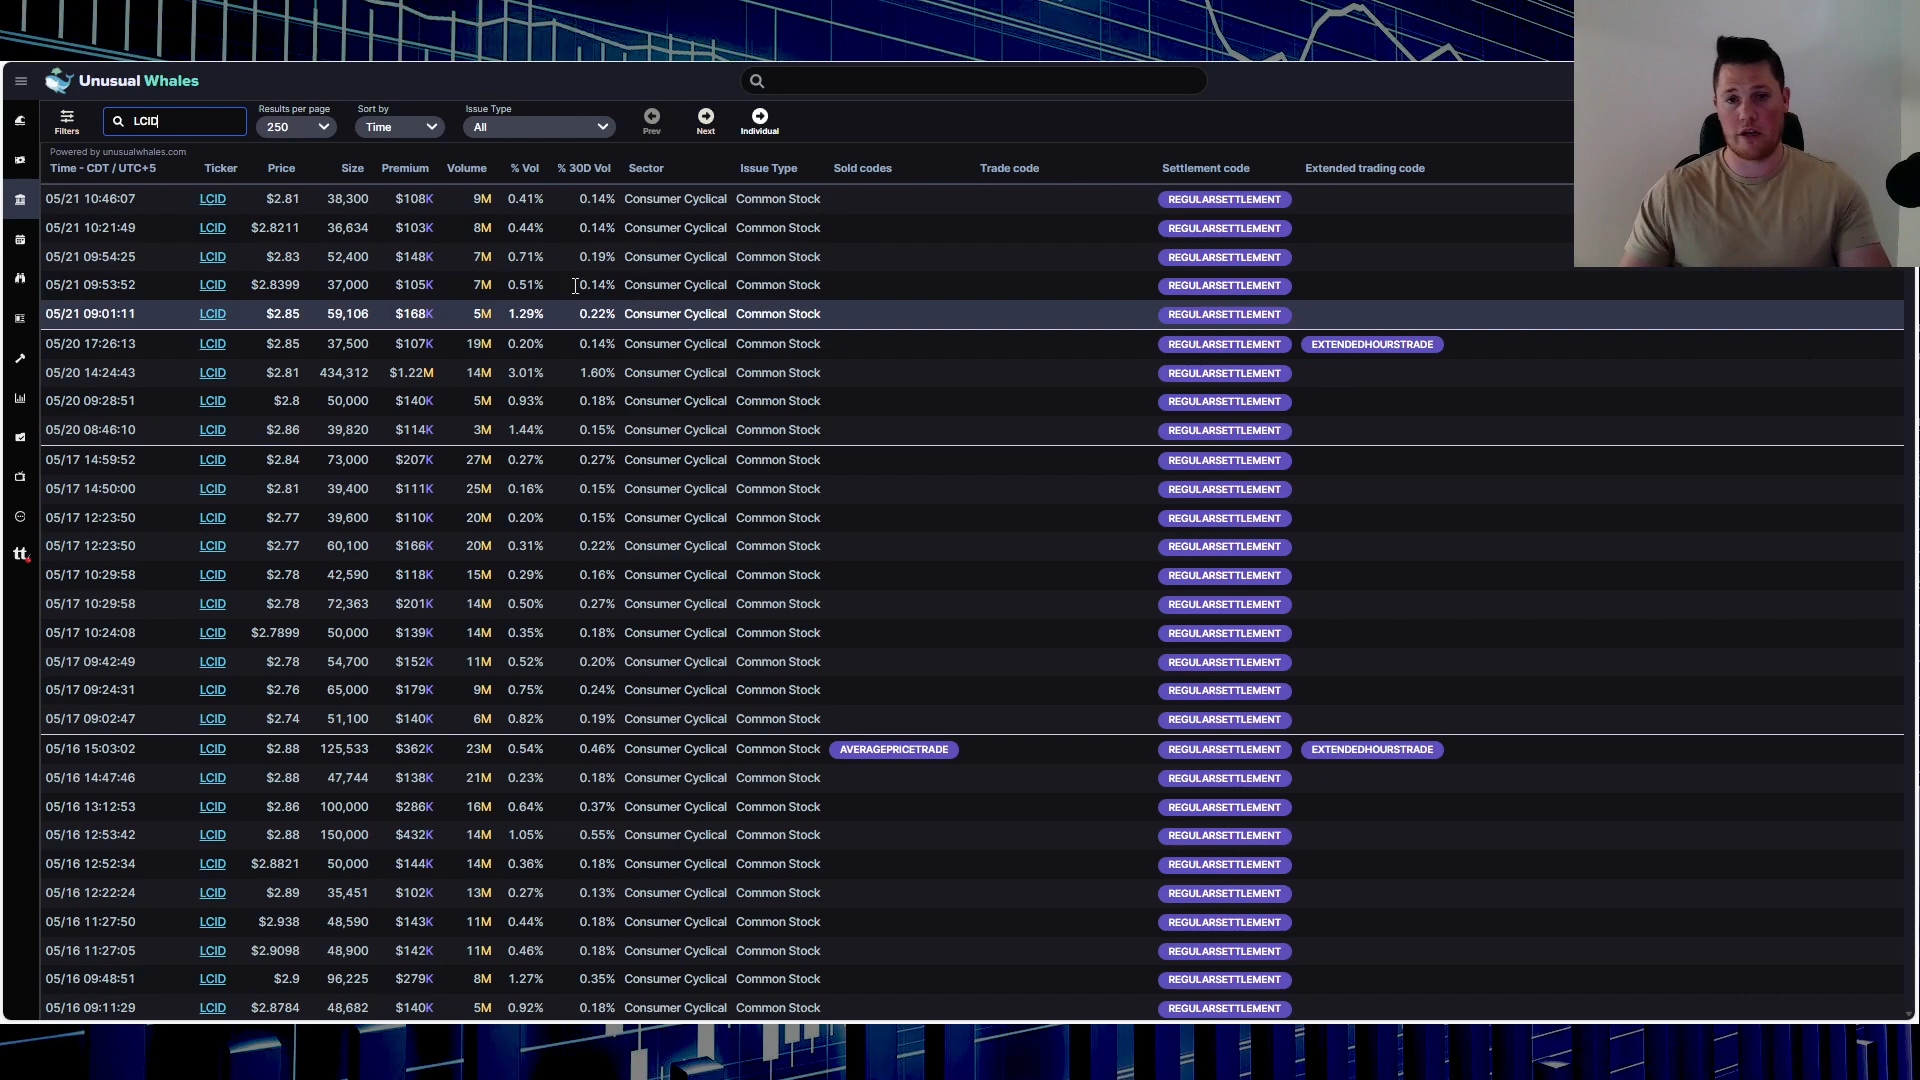 Unusual Whales
Filters
LCID
Results per page
250
Sort by
Time
Issue Type
All
Prev
Next
Individual
Powered by unusualwhales.com
Time - CDT / UTC+5 Ticker Price Size Premium Volume % Vol % 30D Vol Sector Issue Type Sold codes Trade code Settlement code Extended trading code
05/21 10:46:07 LCID $2.81 38,300 $108K 9M 0.41% 0.14% Consumer Cyclical Common Stock REGULARSETTLEMENT
05/21 10:21:49 LCID $2.8211 36,634 $103K 8M 0.44% 0.14% Consumer Cyclical Common Stock REGULARSETTLEMENT
05/21 09:54:25 LCID $2.83 52,400 $148K 7M 0.71% 0.19% Consumer Cyclical Common Stock REGULARSETTLEMENT
05/21 09:53:52 LCID $2.8399 37,000 $105K 7M 0.51% 0.14% Consumer Cyclical Common Stock REGULARSETTLEMENT
05/21 09:01:11 LCID $2.85 59,106 $168K 5M 1.29% 0.22% Consumer Cyclical Common Stock REGULARSETTLEMENT
05/20 17:26:13 LCID $2.85 37,500 $107K 19M 0.20% 0.14% Consumer Cyclical Common Stock REGULARSETTLEMENT EXTENDEDHOURSTRADE
05/20 14:24:43 LCID $2.81 434,312 $1.22M 14M 3.01% 1.60% Consumer Cyclical Common Stock REGULARSETTLEMENT
05/20 09:28:51 LCID $2.8 50,000 $140K 5M 0.93% 0.18% Consumer Cyclical Common Stock REGULARSETTLEMENT
05/20 08:46:10 LCID $2.86 39,820 $114K 3M 1.44% 0.15% Consumer Cyclical Common Stock REGULARSETTLEMENT
05/17 14:59:52 LCID $2.84 73,000 $207K 27M 0.27% 0.27% Consumer Cyclical Common Stock REGULARSETTLEMENT
05/17 14:50:00 LCID $2.81 39,400 $111K 25M 0.16% 0.15% Consumer Cyclical Common Stock REGULARSETTLEMENT
05/17 12:23:50 LCID $2.77 39,600 $110K 20M 0.20% 0.15% Consumer Cyclical Common Stock REGULARSETTLEMENT
05/17 12:23:50 LCID $2.77 60,100 $166K 20M 0.31% 0.22% Consumer Cyclical Common Stock REGULARSETTLEMENT
05/17 10:29:58 LCID $2.78 42,590 $118K 15M 0.29% 0.16% Consumer Cyclical Common Stock REGULARSETTLEMENT
05/17 10:29:58 LCID $2.78 72,363 $201K 14M 0.50% 0.27% Consumer Cyclical Common Stock REGULARSETTLEMENT
05/17 10:24:08 LCID $2.7899 50,000 $139K 14M 0.35% 0.18% Consumer Cyclical Common Stock REGULARSETTLEMENT
05/17 09:42:49 LCID $2.78 54,700 $152K 11M 0.52% 0.20% Consumer Cyclical Common Stock REGULARSETTLEMENT
05/17 09:24:31 LCID $2.76 65,000 $179K 9M 0.75% 0.24% Consumer Cyclical Common Stock REGULARSETTLEMENT
05/17 09:02:47 LCID $2.74 51,100 $140K 6M 0.82% 0.19% Consumer Cyclical Common Stock REGULARSETTLEMENT
05/16 15:03:02 LCID $2.88 125,533 $362K 23M 0.54% 0.46% Consumer Cyclical Common Stock AVERAGEPRICETRADE REGULARSETTLEMENT EXTENDEDHOURSTRADE
05/16 14:47:46 LCID $2.88 47,744 $138K 21M 0.23% 0.18% Consumer Cyclical Common Stock REGULARSETTLEMENT
05/16 13:12:53 LCID $2.86 100,000 $286K 16M 0.64% 0.37% Consumer Cyclical Common Stock REGULARSETTLEMENT
05/16 12:53:42 LCID $2.88 150,000 $432K 14M 1.05% 0.55% Consumer Cyclical Common Stock REGULARSETTLEMENT
05/16 12:52:34 LCID $2.8821 50,000 $144K 14M 0.36% 0.18% Consumer Cyclical Common Stock REGULARSETTLEMENT
05/16 12:22:24 LCID $2.89 35,451 $102K 13M 0.27% 0.13% Consumer Cyclical Common Stock REGULARSETTLEMENT
05/16 11:27:50 LCID $2.938 48,590 $143K 11M 0.44% 0.18% Consumer Cyclical Common Stock REGULARSETTLEMENT
05/16 11:27:05 LCID $2.9098 48,900 $142K 11M 0.46% 0.18% Consumer Cyclical Common Stock REGULARSETTLEMENT
05/16 09:48:51 LCID $2.9 96,225 $279K 8M 1.27% 0.35% Consumer Cyclical Common Stock REGULARSETTLEMENT
05/16 09:11:29 LCID $2.8784 48,682 $140K 5M 0.92% 0.18% Consumer Cyclical Common Stock REGULARSETTLEMENT
tt